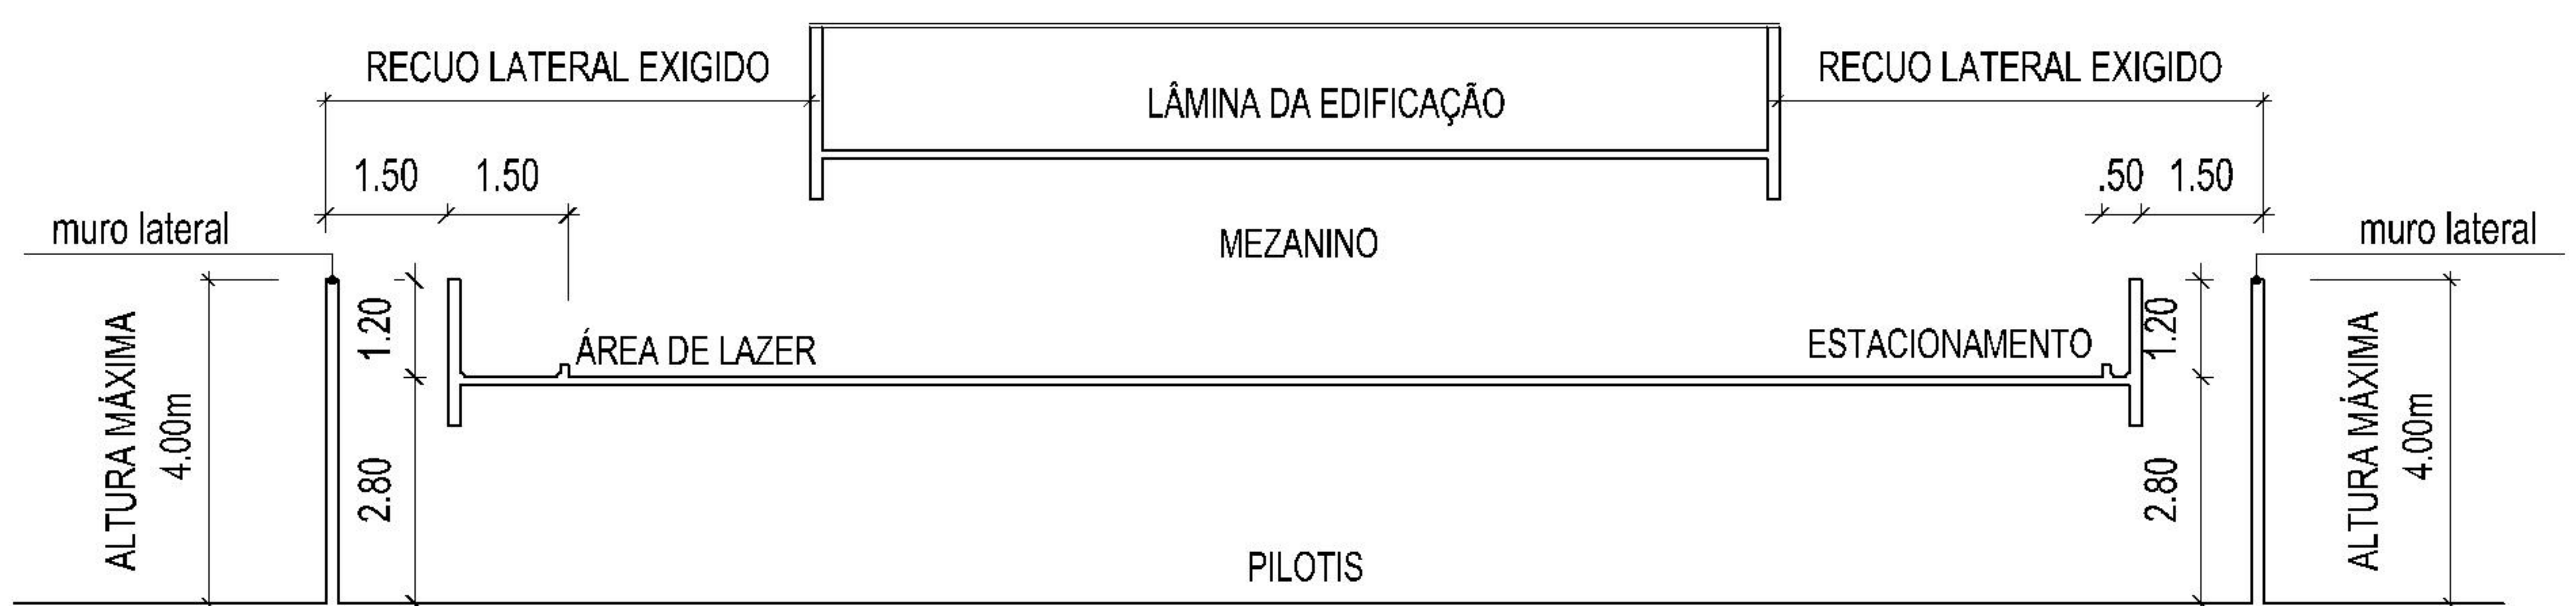 RECUO LATERAL EXIGIDO
RECUO LATERAL EXIGIDO
LÂMINA DA EDIFICAÇÃO
1.50 1.50
.50 1.50
muro lateral
MEZANINO
muro lateral
ALTURA MÁXIMA
4.00m
1.20
2.80
ÁREA DE LAZER
ESTACIONAMENTO
1.20
2.80
ALTURA MÁXIMA
4.00m
PILOTIS